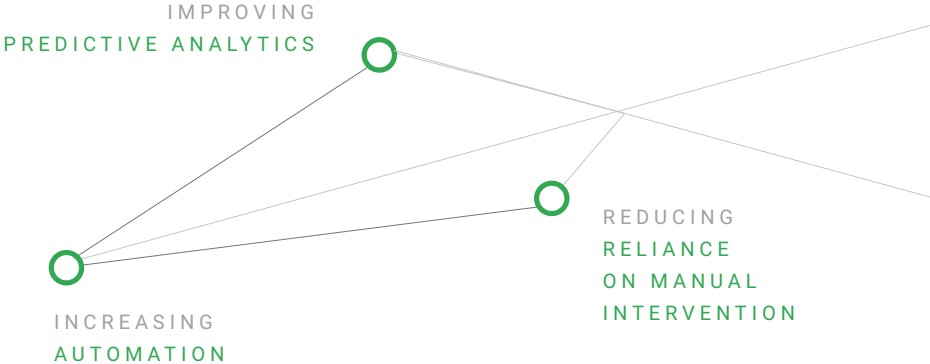 IMPROVING
PREDICTIVE ANALYTICS
REDUCING
RELIANCE
ON MANUAL
INTERVENTION
INCREASING
AUTOMATION